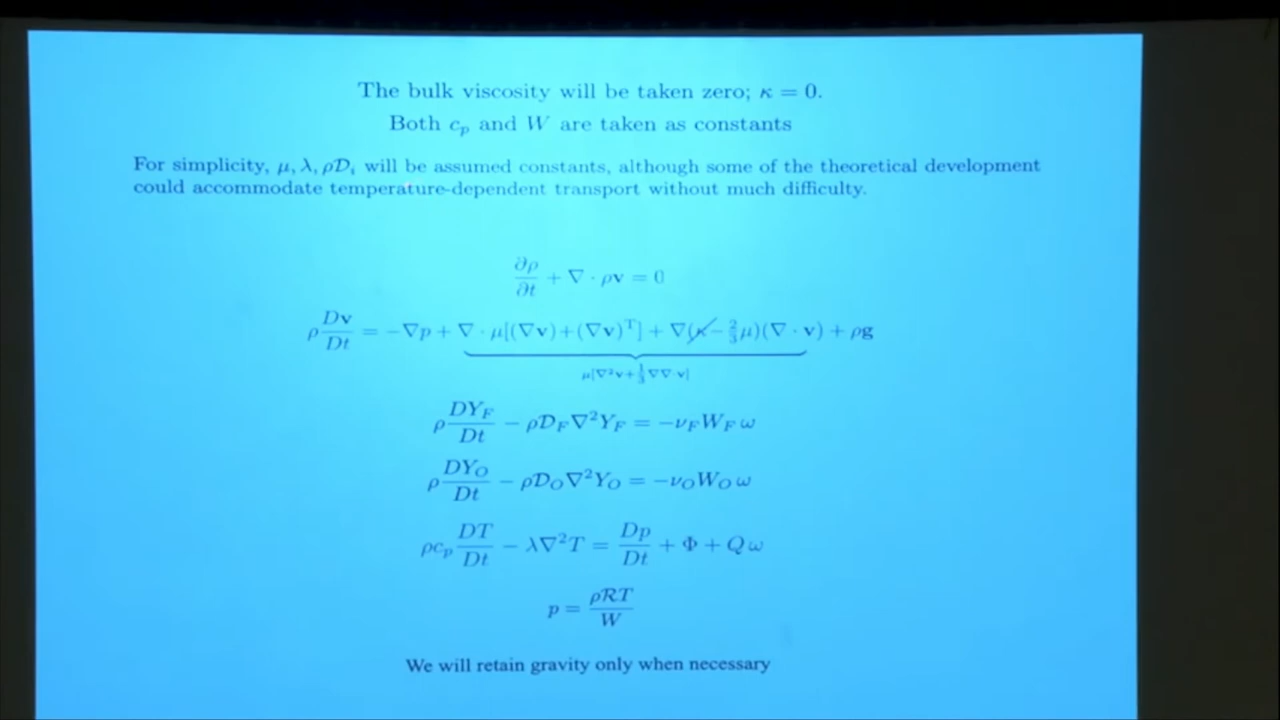 The bulk viscosity will be taken zero; κ = 0.
Both c_p and W are taken as constants
For simplicity, μ, λ, ρ𝒟_i will be assumed constants, although some of the theoretical development
could accommodate temperature-dependent transport without much difficulty.
∂ρ/∂t + ∇ · ρv = 0
ρ Dv/Dt = −∇p + ∇ · μ[(∇v)+(∇v)^T] + ∇(κ − 2/3 μ)(∇ · v) + ρg
μ[∇²v+1/3 ∇∇·v]
ρ DY_F/Dt − ρ𝒟_F∇²Y_F = −ν_F W_F ω
ρ DY_O/Dt − ρ𝒟_O∇²Y_O = −ν_O W_O ω
ρc_p DT/Dt − λ∇²T = Dp/Dt + Φ + Qω
p = ρℛT/W
We will retain gravity only when necessary